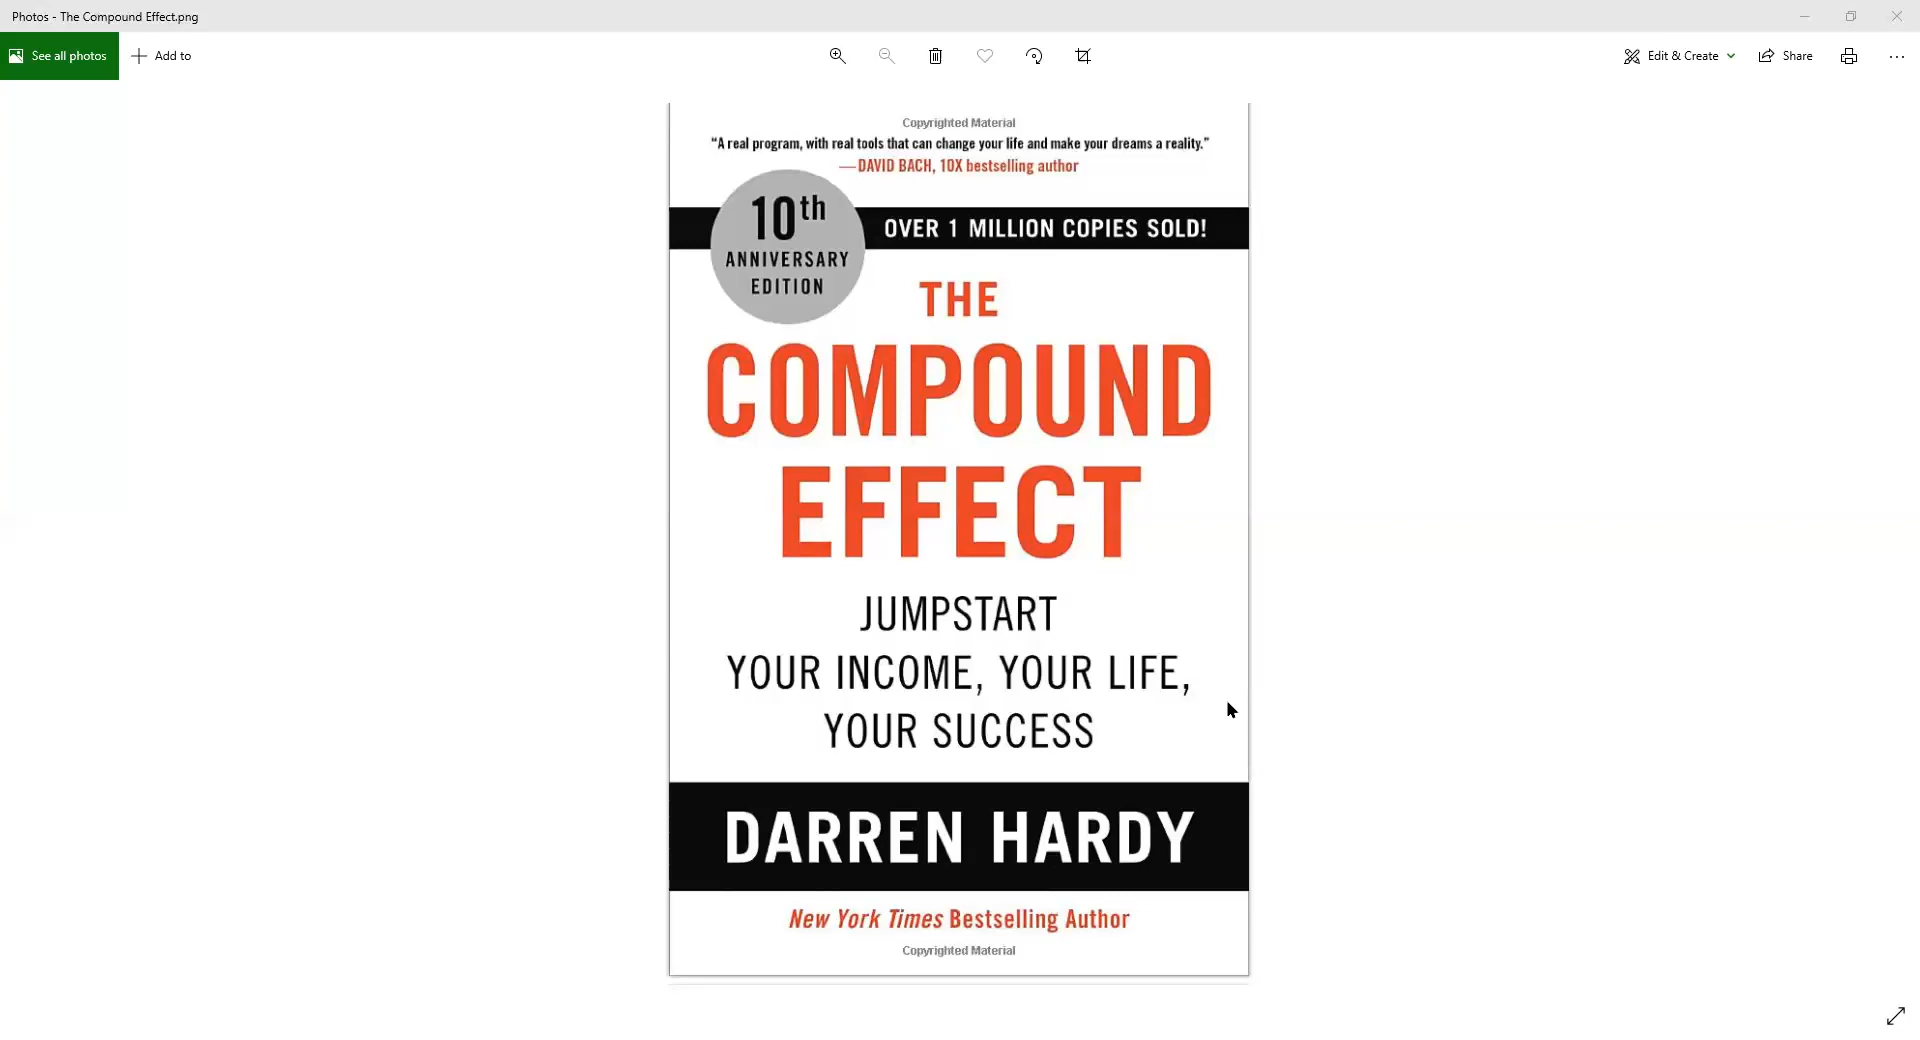 Photos - The Compound Effect.png
See all photos
Add to
Edit & Create
Share
Copyrighted Material
"A real program, with real tools that can change your life and make your dreams a reality."
—DAVID BACH, 10X bestselling author
10th
ANNIVERSARY
EDITION
OVER 1 MILLION COPIES SOLD!
THE
COMPOUND
EFFECT
JUMPSTART
YOUR INCOME, YOUR LIFE,
YOUR SUCCESS
DARREN HARDY
New York Times Bestselling Author
Copyrighted Material